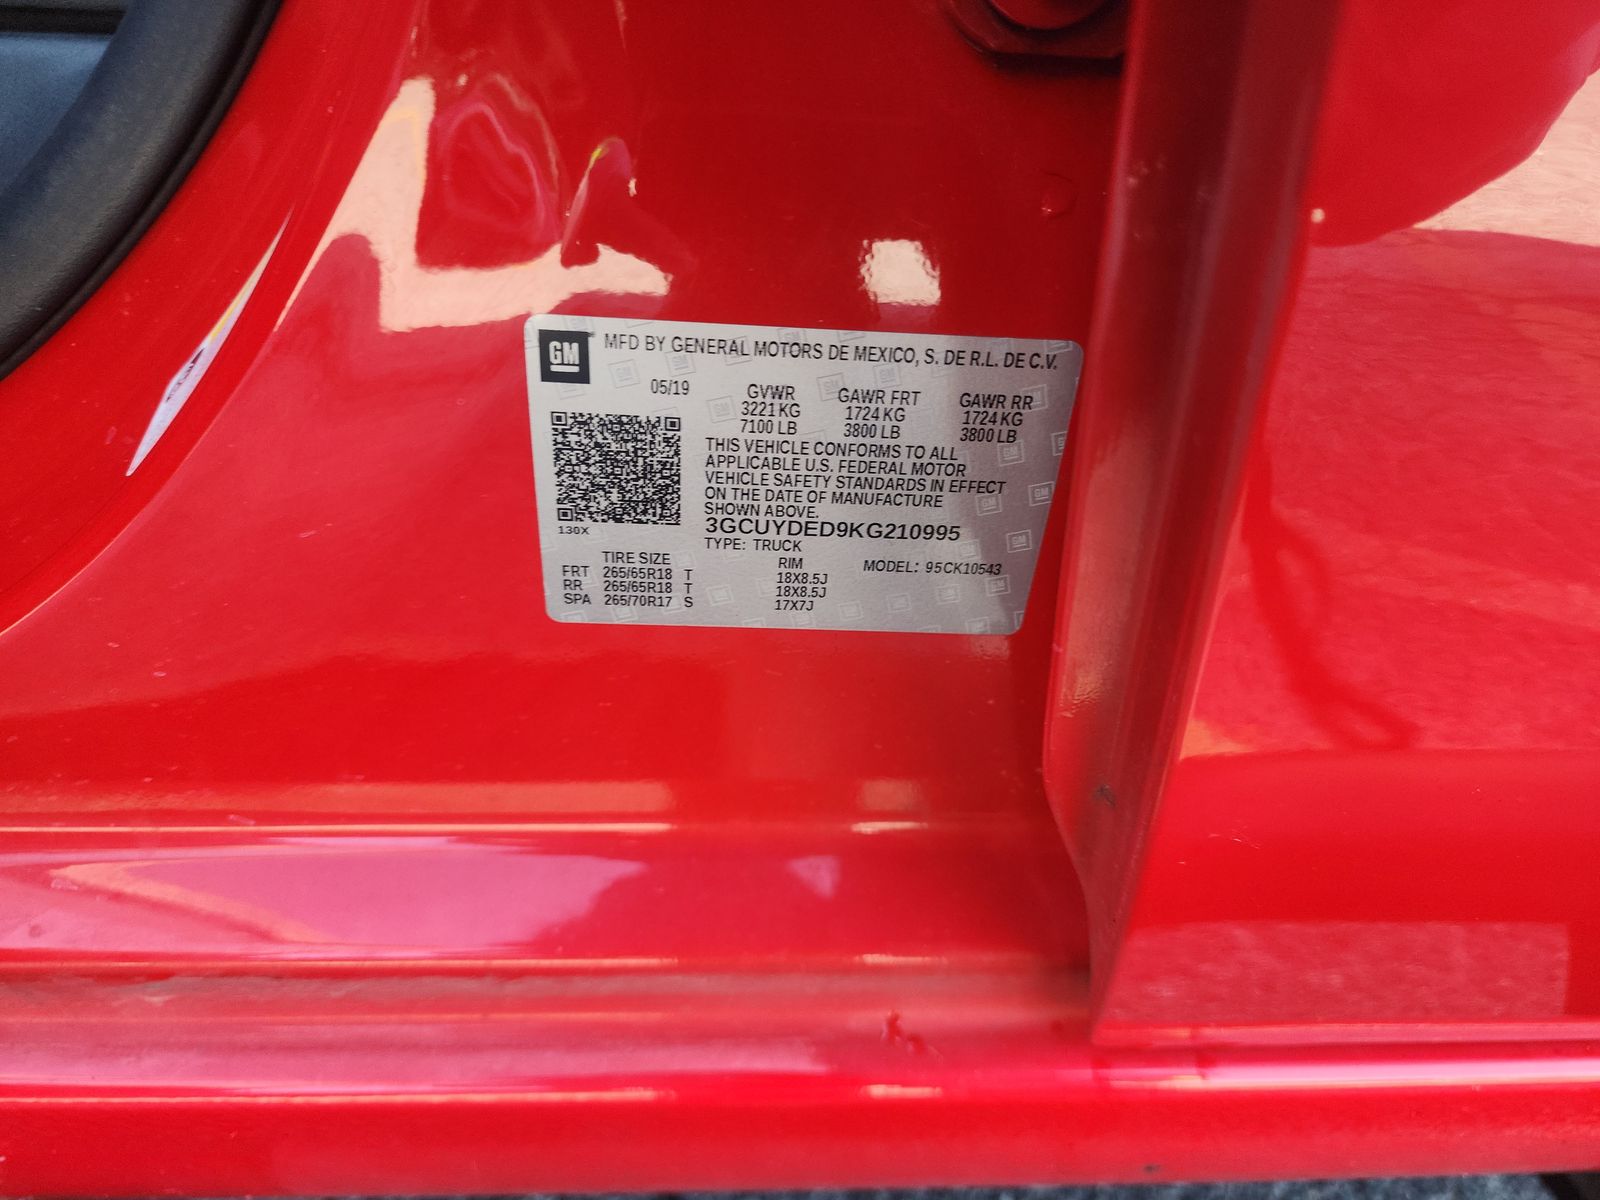 GM MFD BY GENERAL MOTORS DE MEXICO, S. DE R.L. DE C.V.
05/19 GVWR GAWR FRT GAWR RR
3221 KG 1724 KG 1724 KG
7100 LB 3800 LB 3800 LB
THIS VEHICLE CONFORMS TO ALL
APPLICABLE U.S. FEDERAL MOTOR
VEHICLE SAFETY STANDARDS IN EFFECT
ON THE DATE OF MANUFACTURE
SHOWN ABOVE.
3GCUYDED9KG210995
130X
TYPE: TRUCK
TIRE SIZE RIM MODEL: 95CK10543
FRT 265/65R18 T 18X8.5J
RR 265/65R18 T 18X8.5J
SPA 265/70R17 S 17X7J